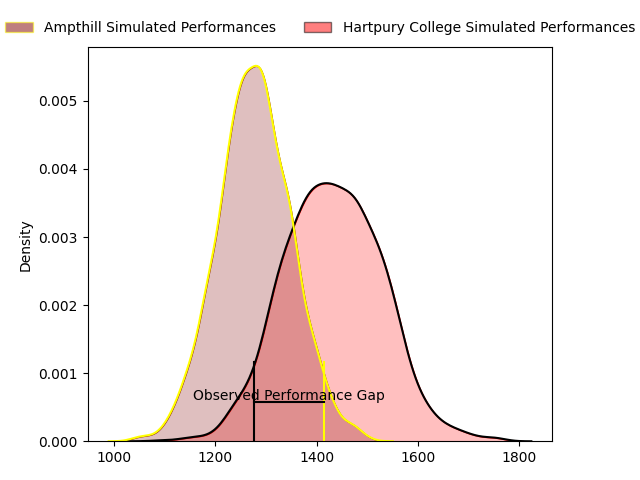 Ampthill Simulated Performances
Hartpury College Simulated Performances
0.005
0.004
0.003
0.002
0.001
0.000
Density
Observed Performance Gap
1000 1200 1400 1600 1800